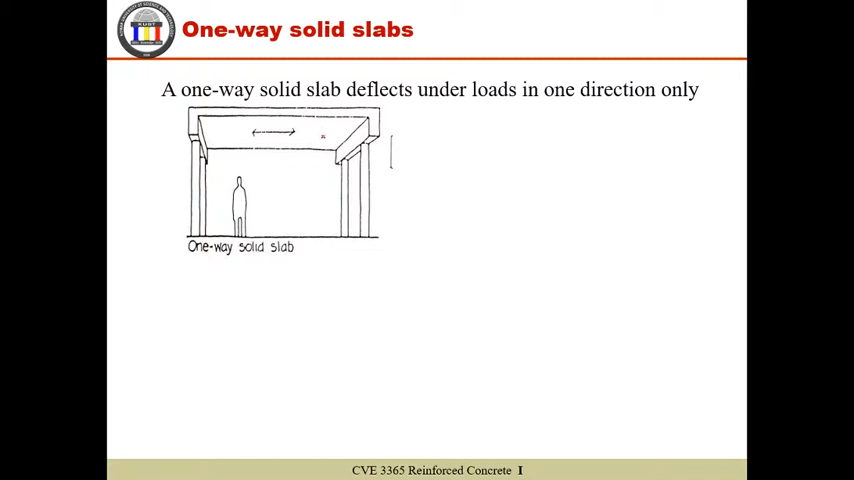 One-way solid slabs
A one-way solid slab deflects under loads in one direction only
One-way solid slab
CVE 3365 Reinforced Concrete I